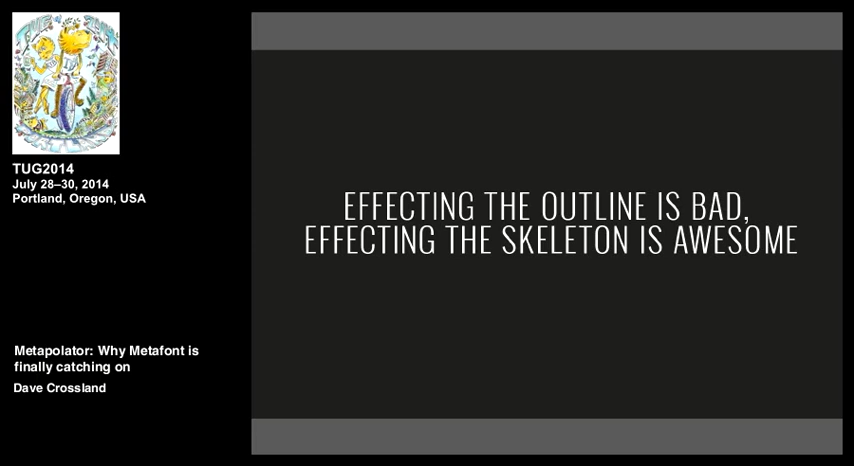 TUG2014
July 28–30, 2014
Portland, Oregon, USA
EFFECTING THE OUTLINE IS BAD,
EFFECTING THE SKELETON IS AWESOME
Metapolator: Why Metafont is
finally catching on
Dave Crossland